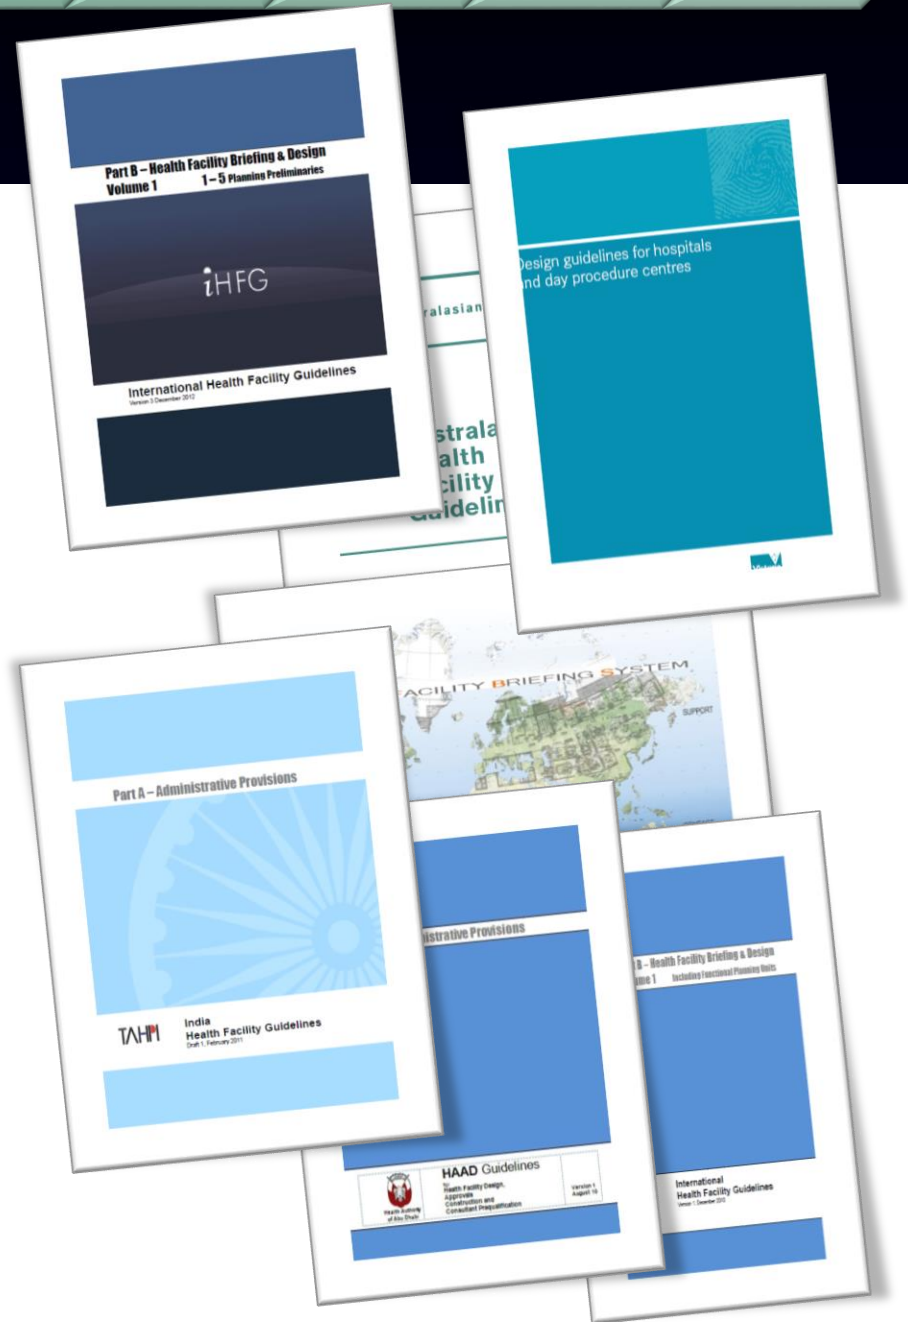 Part B – Health Facility Briefing & Design
Volume 1 1 – 5 Planning Preliminaries
iHFG
International Health Facility Guidelines
Version 3 December 2012
Design guidelines for hospitals
and day procedure centres
ralasian
strala
alth
cility
uidelin
ACILITY BRIEFING SYSTEM
SUPPORT
Part A – Administrative Provisions
TAHPI
India
Health Facility Guidelines
Draft 1, February 2011
istrative Provisions
Health Authority
of Abu Dhabi
HAAD Guidelines
for
Health Facility Design,
Approvals
Construction and
Consultant Prequalification
Version 1
August 10
B – Health Facility Briefing & Design
ume 1 Including Functional Planning Units
International
Health Facility Guidelines